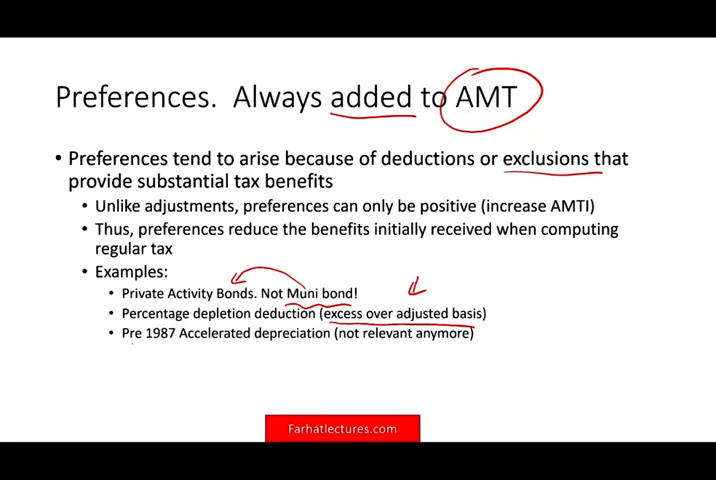 Preferences. Always added to AMT
• Preferences tend to arise because of deductions or exclusions that
provide substantial tax benefits
• Unlike adjustments, preferences can only be positive (increase AMTI)
• Thus, preferences reduce the benefits initially received when computing
regular tax
• Examples:
• Private Activity Bonds. Not Muni bond!
• Percentage depletion deduction (excess over adjusted basis)
• Pre 1987 Accelerated depreciation (not relevant anymore)
Farhatlectures.com